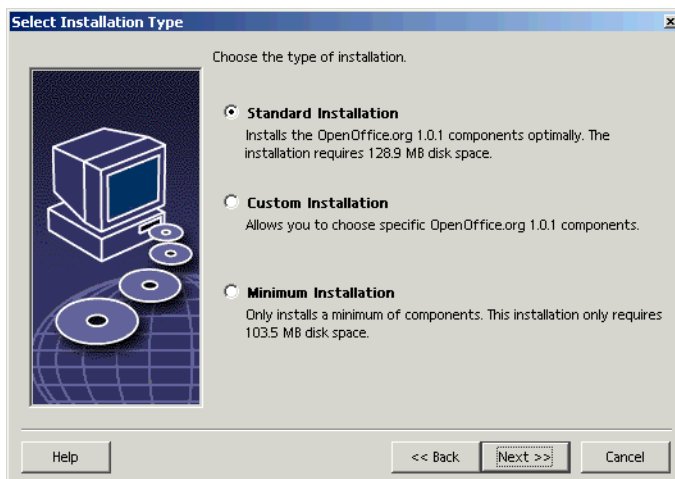 Select Installation Type
Choose the type of installation.
Standard Installation
Installs the OpenOffice.org 1.0.1 components optimally. The
installation requires 128.9 MB disk space.
Custom Installation
Allows you to choose specific OpenOffice.org 1.0.1 components.
Minimum Installation
Only installs a minimum of components. This installation only requires
103.5 MB disk space.
Help
<< Back
Next >>
Cancel